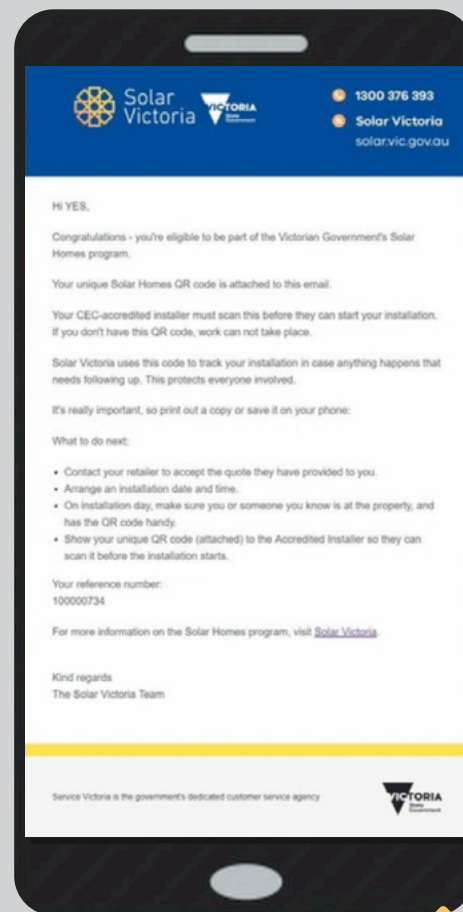 Solar
Victoria
VICTORIA
State
Government
1300 376 393
Solar Victoria
solar.vic.gov.au
Hi YES,
Congratulations - you're eligible to be part of the Victorian Government's Solar
Homes program.
Your unique Solar Homes QR code is attached to this email.
Your CEC-accredited installer must scan this before they can start your installation.
If you don't have this QR code, work can not take place.
Solar Victoria uses this code to track your installation in case anything happens that
needs following up. This protects everyone involved.
It's really important, so print out a copy or save it on your phone:
What to do next:
• Contact your retailer to accept the quote they have provided to you.
• Arrange an installation date and time.
• On installation day, make sure you or someone you know is at the property, and
has the QR code handy.
• Show your unique QR code (attached) to the Accredited Installer so they can
scan it before the installation starts.
Your reference number:
100000734
For more information on the Solar Homes program, visit Solar Victoria.
Kind regards
The Solar Victoria Team
Service Victoria is the government's dedicated customer service agency
VICTORIA
State
Government